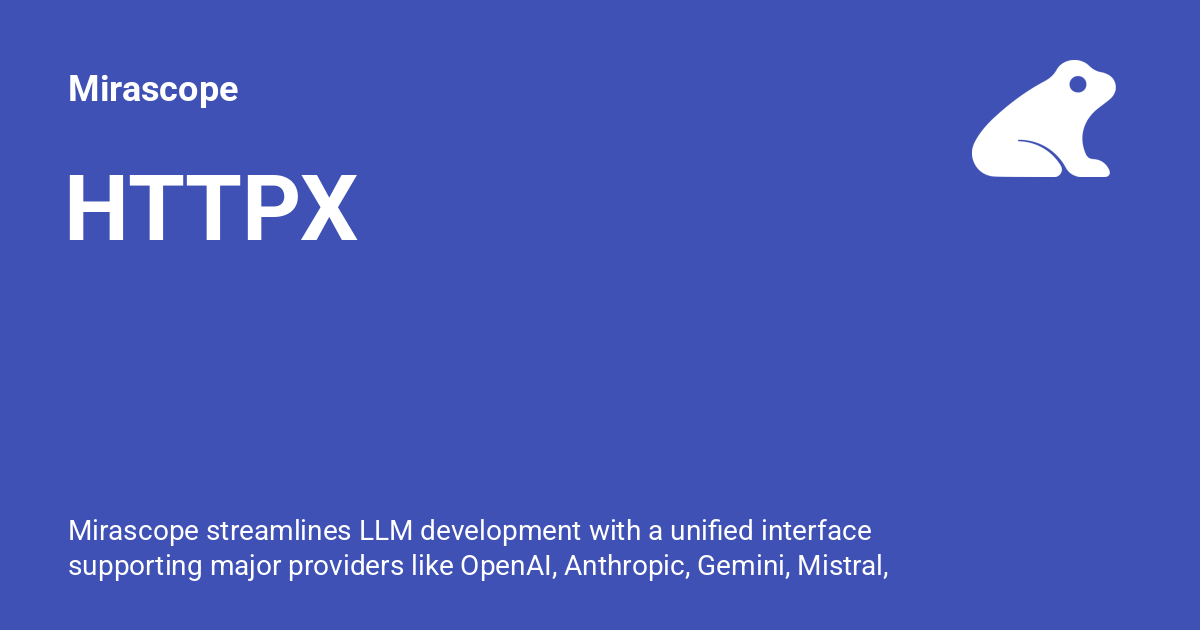 Mirascope
HTTPX
Mirascope streamlines LLM development with a unified interface
supporting major providers like OpenAI, Anthropic, Gemini, Mistral,